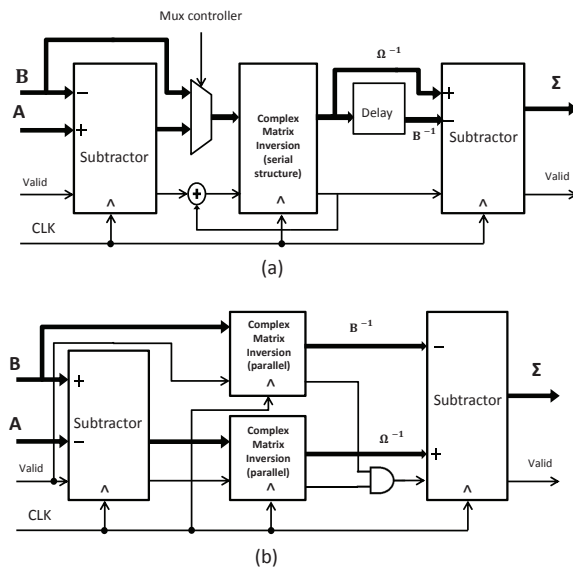 Mux controller
B
−
A
+
Subtractor
Valid
^
CLK
Complex
Matrix
Inversion
(serial
structure)
^
+
Ω⁻¹
Delay
B⁻¹
+
−
Subtractor
^
Σ
Valid
(a)
B
+
A
−
Subtractor
Valid
^
CLK
Complex
Matrix
Inversion
(parallel)
^
Complex
Matrix
Inversion
(parallel)
^
B⁻¹
Ω⁻¹
−
+
Subtractor
^
Σ
Valid
(b)